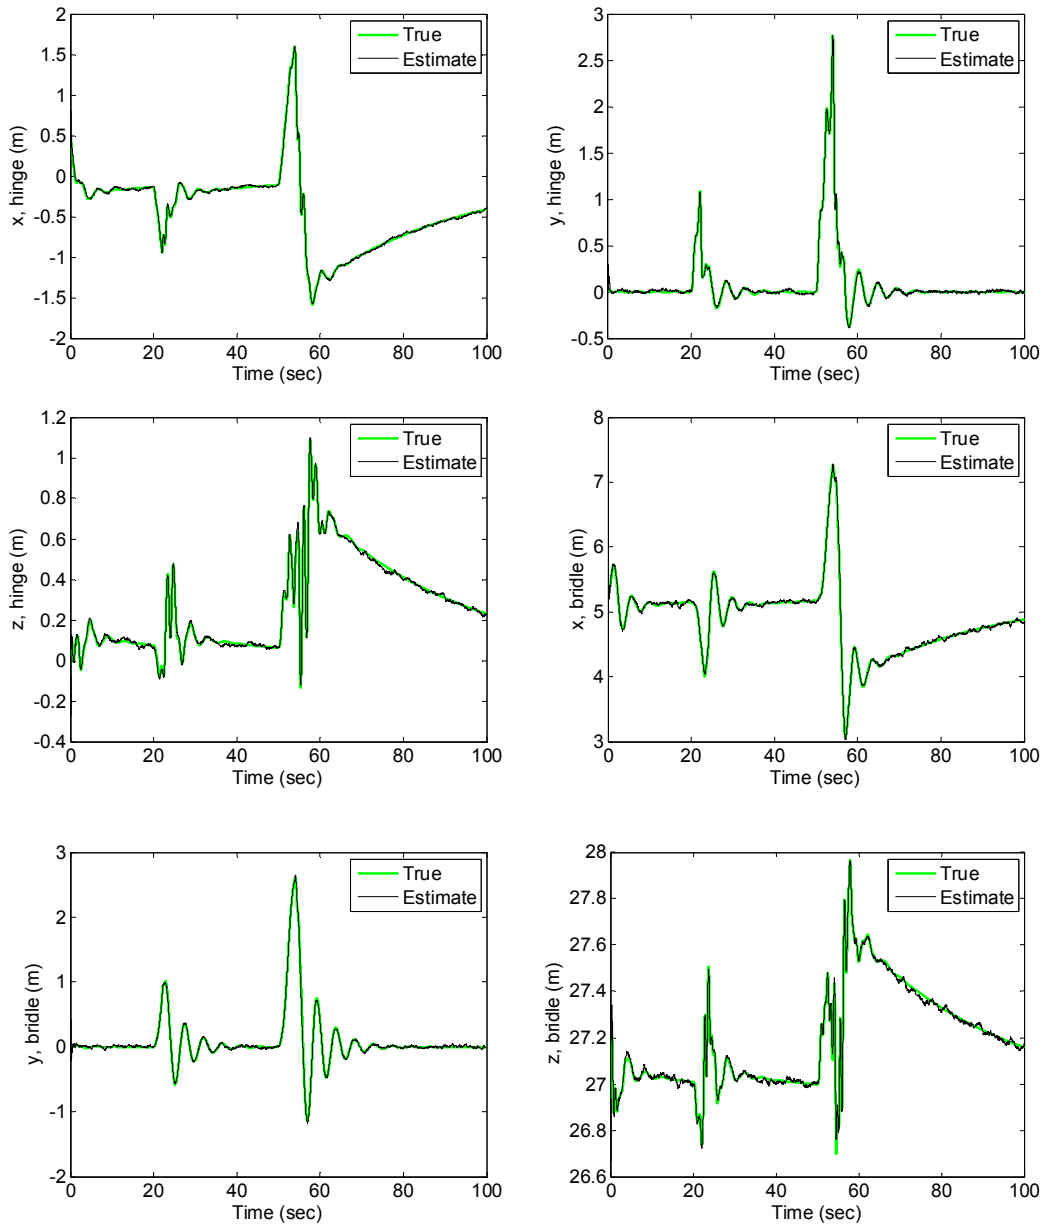 2
1.5
1
0.5
0
-0.5
-1
-1.5
-2
x, hinge (m)
0 20 40 60 80 100
Time (sec)
True
Estimate
3
2.5
2
1.5
1
0.5
0
-0.5
y, hinge (m)
0 20 40 60 80 100
Time (sec)
True
Estimate
1.2
1
0.8
0.6
0.4
0.2
0
-0.2
-0.4
z, hinge (m)
0 20 40 60 80 100
Time (sec)
True
Estimate
8
7
6
5
4
3
x, bridle (m)
0 20 40 60 80 100
Time (sec)
True
Estimate
3
2
1
0
-1
-2
y, bridle (m)
0 20 40 60 80 100
Time (sec)
True
Estimate
28
27.8
27.6
27.4
27.2
27
26.8
26.6
z, bridle (m)
0 20 40 60 80 100
Time (sec)
True
Estimate